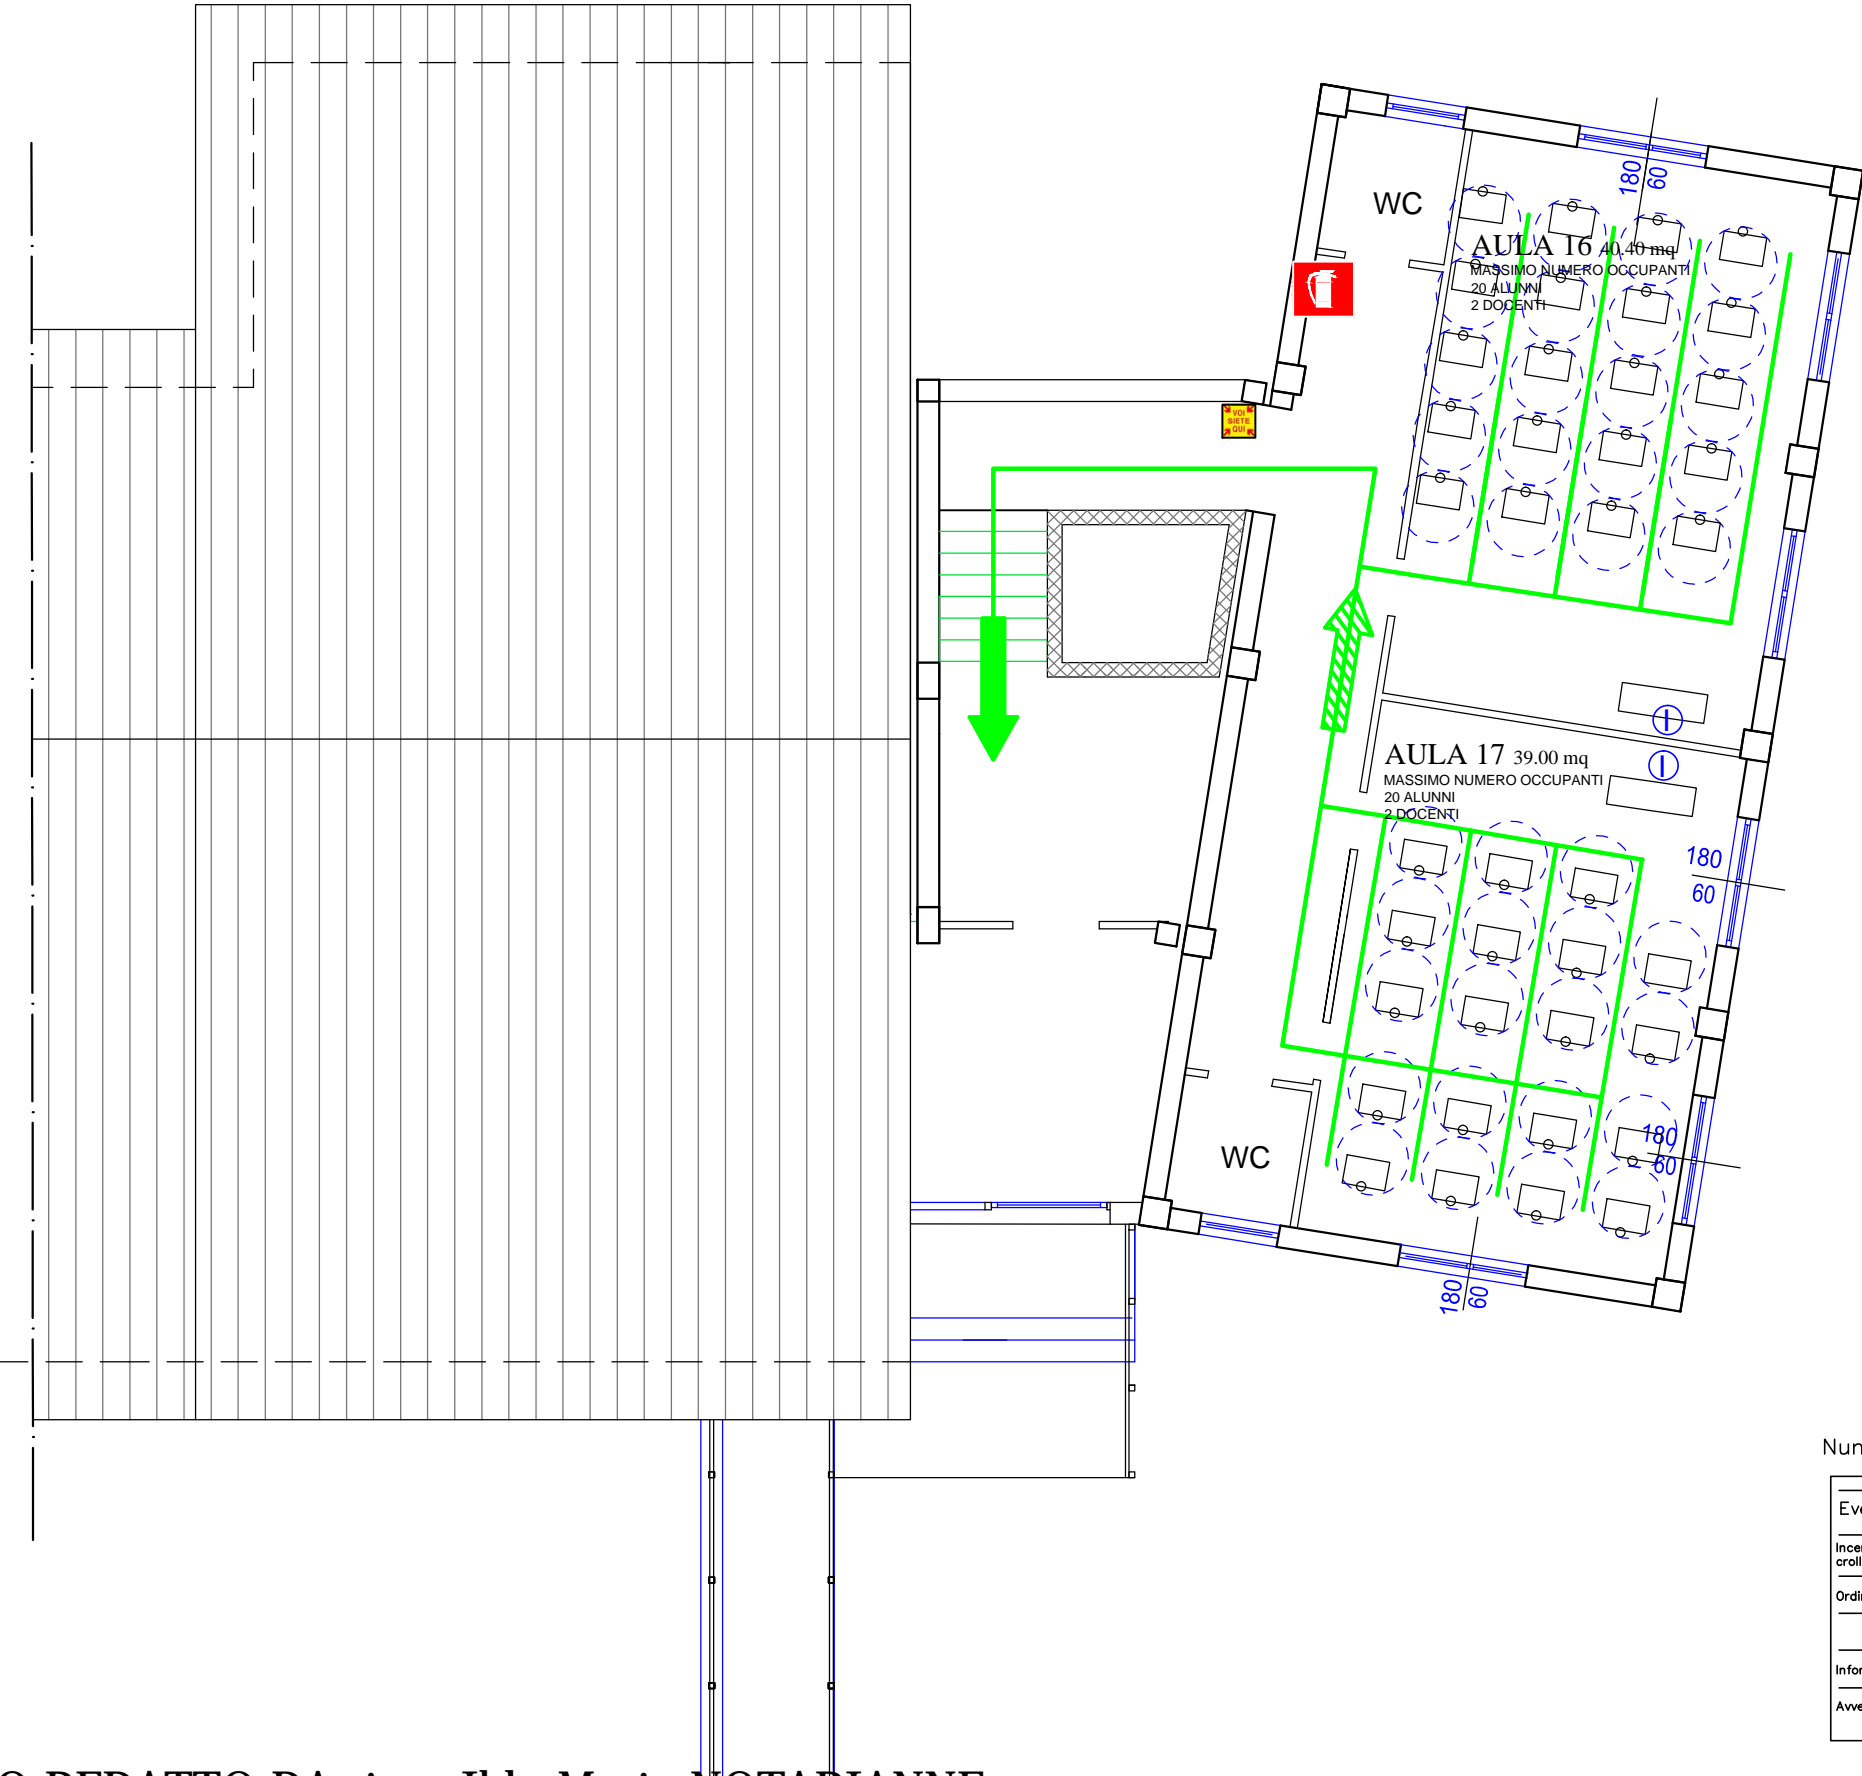 WC
180
60
AULA 16 40.40 mq
MASSIMO NUMERO OCCUPANTI
20 ALUNNI
2 DOCENTI
VOI
SIETE
QUI
AULA 17 39.00 mq
MASSIMO NUMERO OCCUPANTI
20 ALUNNI
2 DOCENTI
180
60
180
60
WC
180
60